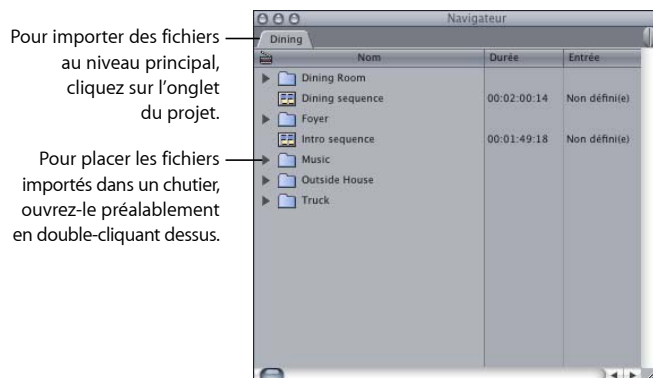 Pour importer des fichiers
au niveau principal,
cliquez sur l'onglet
du projet.
Pour placer les fichiers
importés dans un chutier,
ouvrez-le préalablement
en double-cliquant dessus.
Navigateur
Dining
Nom Durée Entrée
Dining Room
Dining sequence 00:02:00:14 Non défini(e)
Foyer
Intro sequence 00:01:49:18 Non défini(e)
Music
Outside House
Truck